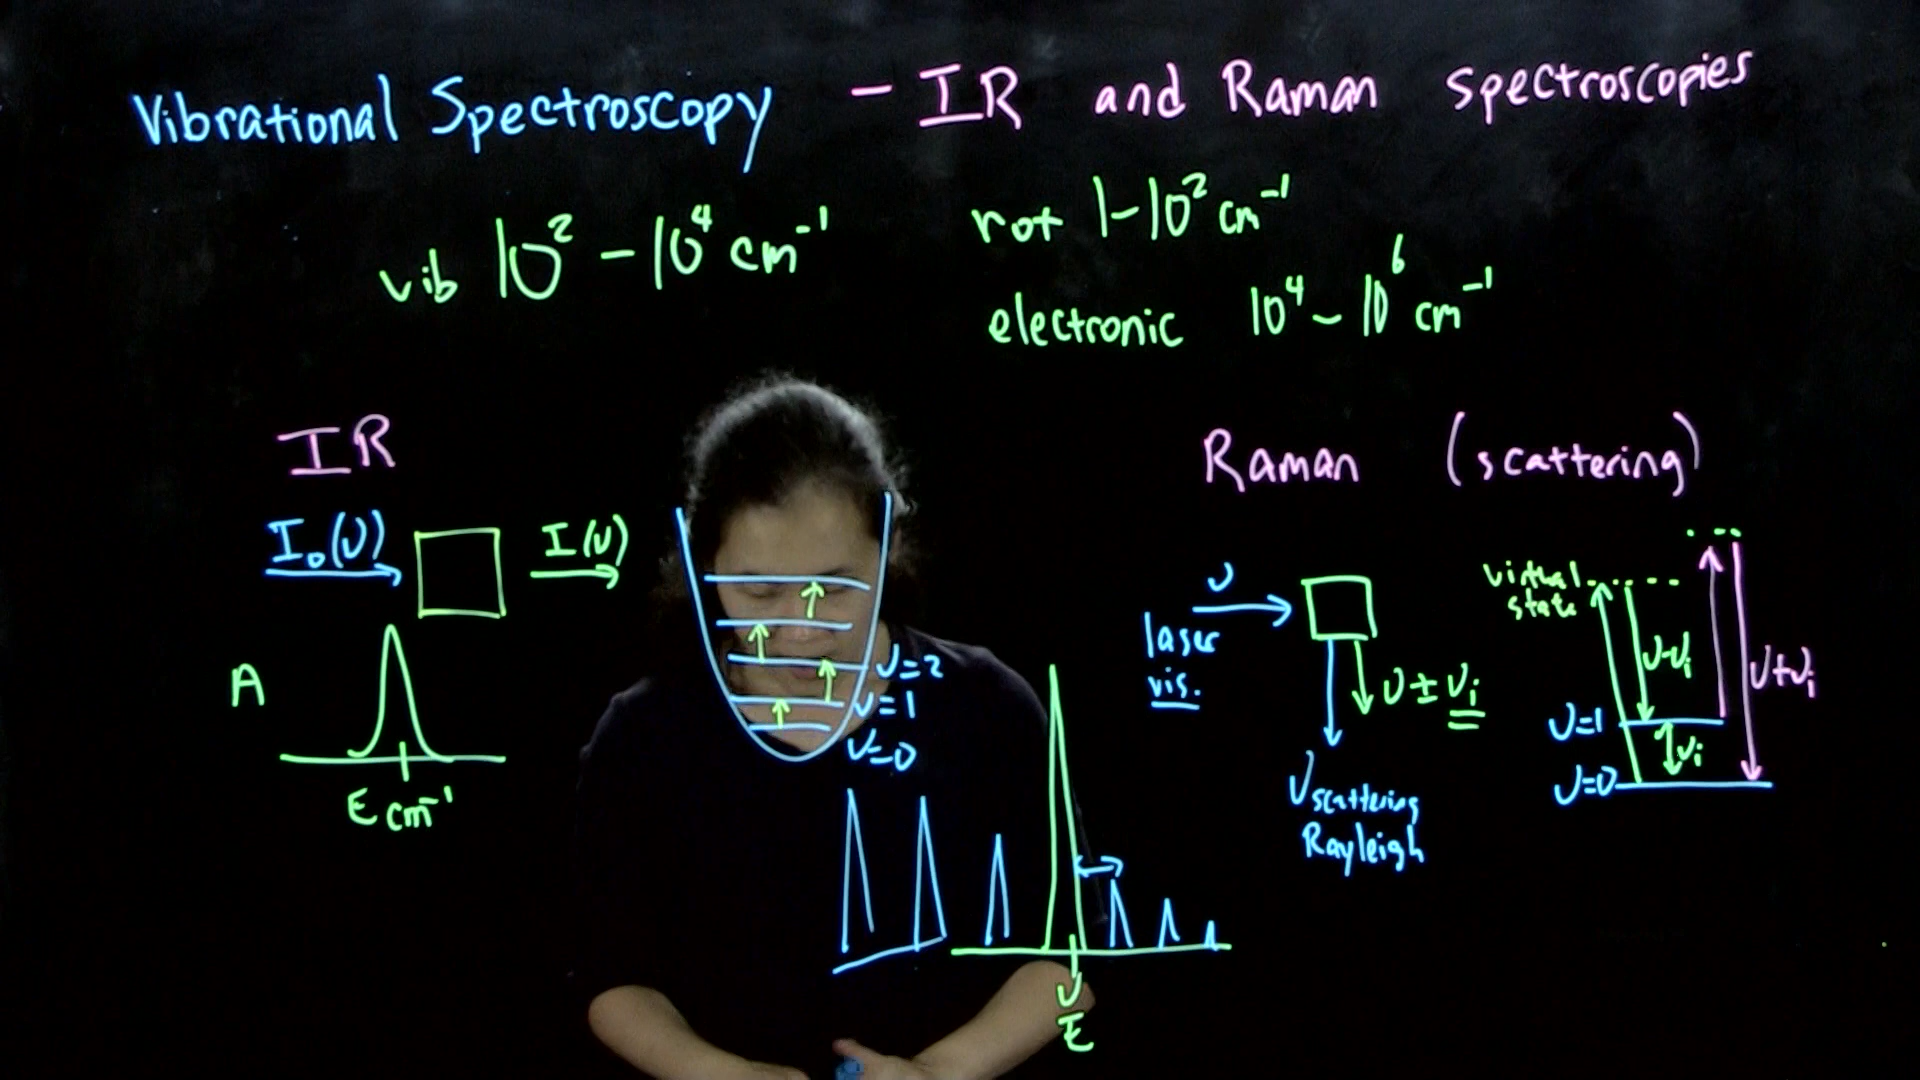 Vibrational Spectroscopy - IR and Raman spectroscopies
vib 10² - 10⁴ cm⁻¹
rot 1-10² cm⁻¹
electronic 10⁴ - 10⁶ cm⁻¹
IR
I₀(ν)
I(ν)
A
E cm⁻¹
ν=2
ν=1
ν=0
ν
E
Raman (scattering)
ν
laser
vis.
ν ± νᵢ
ν scattering
Rayleigh
virtual
state
ν-νᵢ
ν+νᵢ
ν=1
νᵢ
ν=0